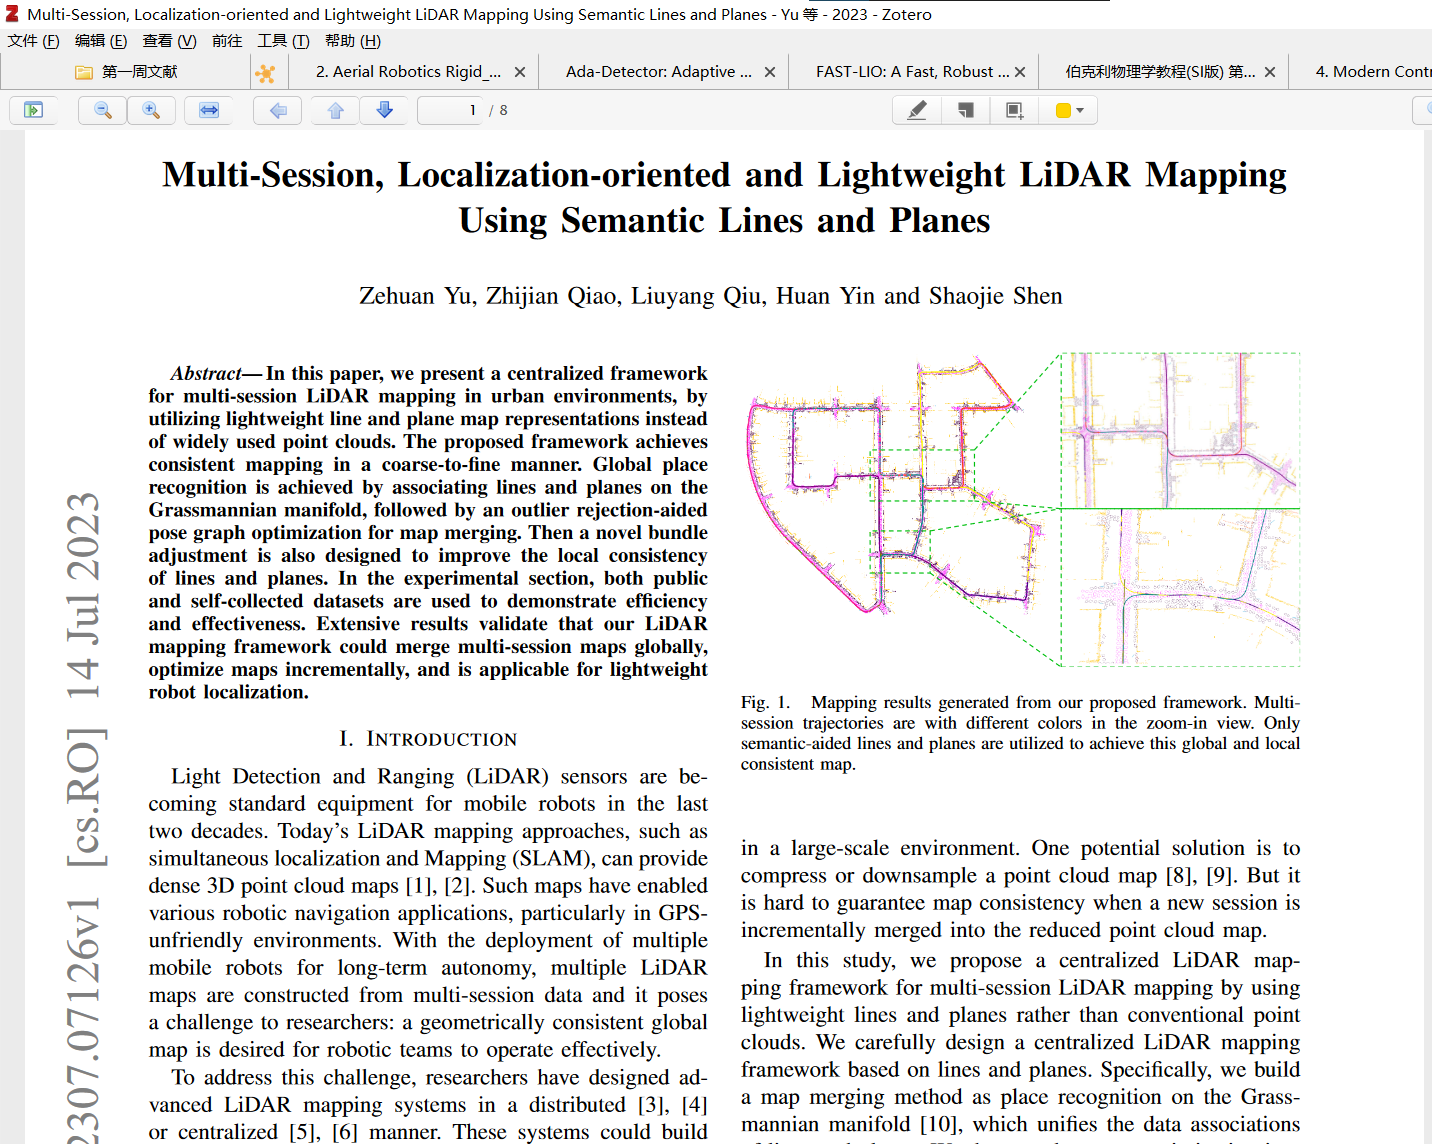 Multi-Session, Localization-oriented and Lightweight LiDAR Mapping Using Semantic Lines and Planes - Yu 等 - 2023 - Zotero
文件 (F) 编辑 (E) 查看 (V) 前往 工具 (T) 帮助 (H)
第一周文献 2. Aerial Robotics Rigid_... Ada-Detector: Adaptive ... FAST-LIO: A Fast, Robust ... 伯克利物理学教程(SI版) 第... 4. Modern Contr
1 / 8
Multi-Session, Localization-oriented and Lightweight LiDAR Mapping
Using Semantic Lines and Planes
Zehuan Yu, Zhijian Qiao, Liuyang Qiu, Huan Yin and Shaojie Shen
2307.07126v1 [cs.RO] 14 Jul 2023
Abstract— In this paper, we present a centralized framework
for multi-session LiDAR mapping in urban environments, by
utilizing lightweight line and plane map representations instead
of widely used point clouds. The proposed framework achieves
consistent mapping in a coarse-to-fine manner. Global place
recognition is achieved by associating lines and planes on the
Grassmannian manifold, followed by an outlier rejection-aided
pose graph optimization for map merging. Then a novel bundle
adjustment is also designed to improve the local consistency
of lines and planes. In the experimental section, both public
and self-collected datasets are used to demonstrate efficiency
and effectiveness. Extensive results validate that our LiDAR
mapping framework could merge multi-session maps globally,
optimize maps incrementally, and is applicable for lightweight
robot localization.
I. INTRODUCTION
Light Detection and Ranging (LiDAR) sensors are be-
coming standard equipment for mobile robots in the last
two decades. Today's LiDAR mapping approaches, such as
simultaneous localization and Mapping (SLAM), can provide
dense 3D point cloud maps [1], [2]. Such maps have enabled
various robotic navigation applications, particularly in GPS-
unfriendly environments. With the deployment of multiple
mobile robots for long-term autonomy, multiple LiDAR
maps are constructed from multi-session data and it poses
a challenge to researchers: a geometrically consistent global
map is desired for robotic teams to operate effectively.
To address this challenge, researchers have designed ad-
vanced LiDAR mapping systems in a distributed [3], [4]
or centralized [5], [6] manner. These systems could build
Fig. 1. Mapping results generated from our proposed framework. Multi-
session trajectories are with different colors in the zoom-in view. Only
semantic-aided lines and planes are utilized to achieve this global and local
consistent map.
in a large-scale environment. One potential solution is to
compress or downsample a point cloud map [8], [9]. But it
is hard to guarantee map consistency when a new session is
incrementally merged into the reduced point cloud map.
In this study, we propose a centralized LiDAR map-
ping framework for multi-session LiDAR mapping by using
lightweight lines and planes rather than conventional point
clouds. We carefully design a centralized LiDAR mapping
framework based on lines and planes. Specifically, we build
a map merging method as place recognition on the Grass-
mannian manifold [10], which unifies the data associations